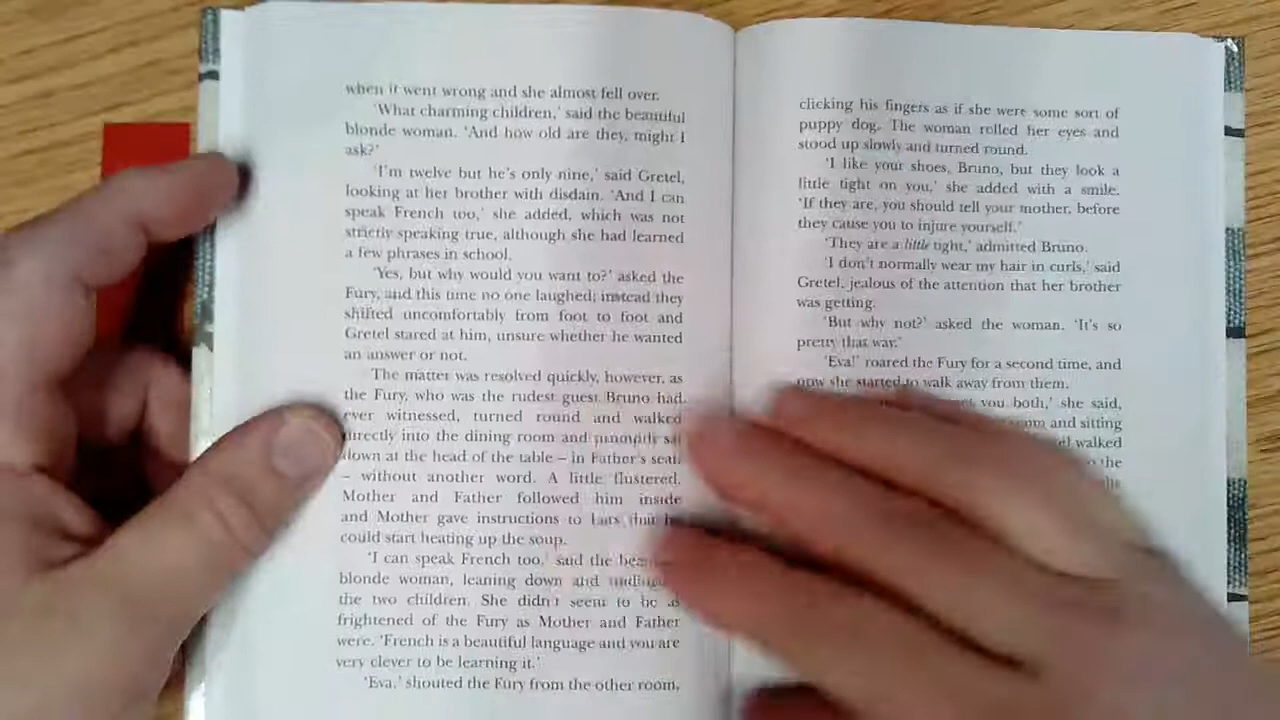 when it went wrong and she almost fell over.
‘What charming children,’ said the beautiful
blonde woman. ‘And how old are they, might I
ask?’
‘I’m twelve but he’s only nine,’ said Gretel,
looking at her brother with disdain. ‘And I can
speak French too,’ she added, which was not
strictly speaking true, although she had learned
a few phrases in school.
‘Yes, but why would you want to?’ asked the
Fury, and this time no one laughed; instead they
shifted uncomfortably from foot to foot and
Gretel stared at him, unsure whether he wanted
an answer or not.
The matter was resolved quickly, however, as
the Fury, who was the rudest guest Bruno had
ever witnessed, turned round and walked
directly into the dining room and promptly sat
down at the head of the table – in Father’s seat!
– without another word. A little flustered,
Mother and Father followed him inside
and Mother gave instructions to Lars that
could start heating up the soup.
‘I can speak French too,’ said the
blonde woman, leaning down and
the two children. She didn’t seem to be as
frightened of the Fury as Mother and Father
were. ‘French is a beautiful language and you are
very clever to be learning it.’
‘Eva,’ shouted the Fury from the other room,
clicking his fingers as if she were some sort of
puppy dog. The woman rolled her eyes and
stood up slowly and turned round.
‘I like your shoes, Bruno, but they look a
little tight on you,’ she added with a smile.
‘If they are, you should tell your mother, before
they cause you to injure yourself.’
‘They are a little tight,’ admitted Bruno.
‘I don’t normally wear my hair in curls,’ said
Gretel, jealous of the attention that her brother
was getting.
‘But why not?’ asked the woman. ‘It’s so
pretty that way.’
‘Eva!’ roared the Fury for a second time, and
now she started to walk away from them.
you both,’ she said,
and sitting
walked
the